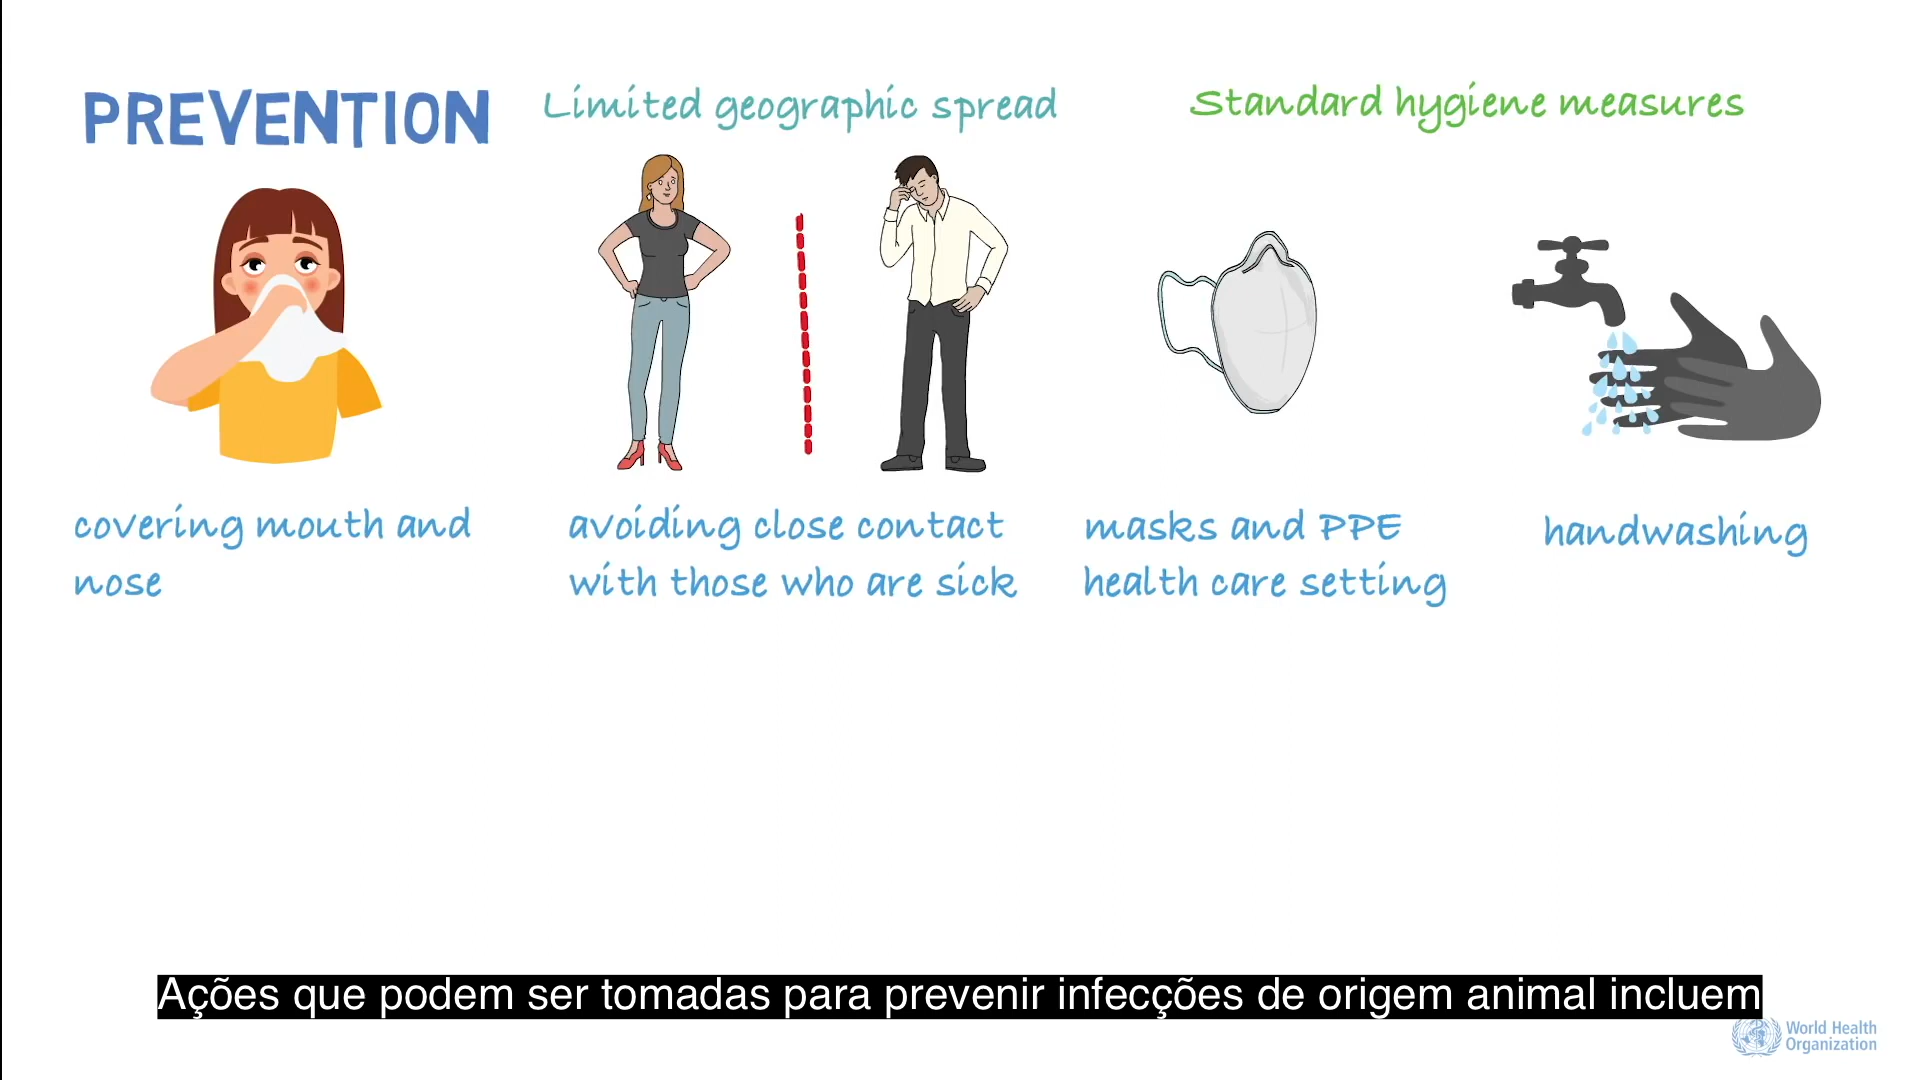 PREVENTION
Limited geographic spread
Standard hygiene measures
covering mouth and
nose
avoiding close contact
with those who are sick
masks and PPE
health care setting
handwashing
Ações que podem ser tomadas para prevenir infecções de origem animal incluem
World Health
Organization